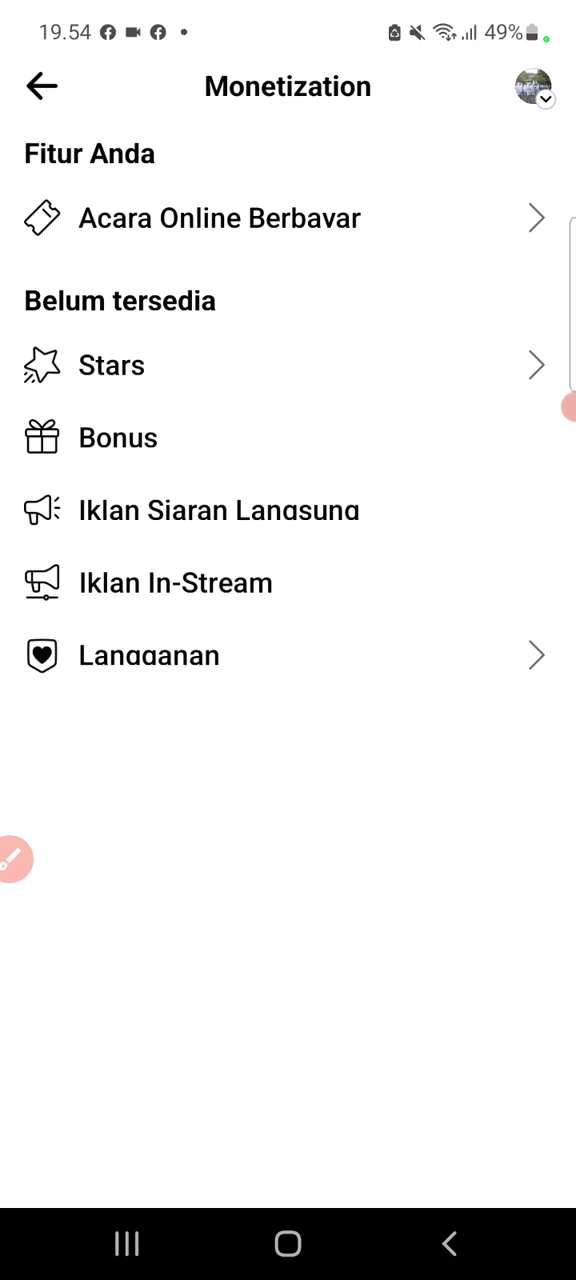 19.54
49%
Monetization
Fitur Anda
Acara Online Berbayar
Belum tersedia
Stars
Bonus
Iklan Siaran Langsung
Iklan In-Stream
Langganan